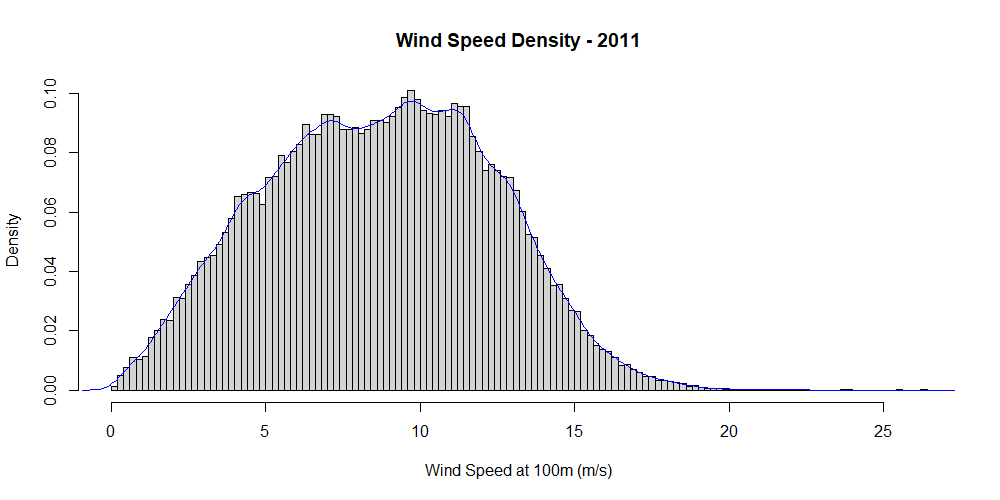 Wind Speed Density - 2011
Density
0.00 0.02 0.04 0.06 0.08 0.10
0 5 10 15 20 25
Wind Speed at 100m (m/s)